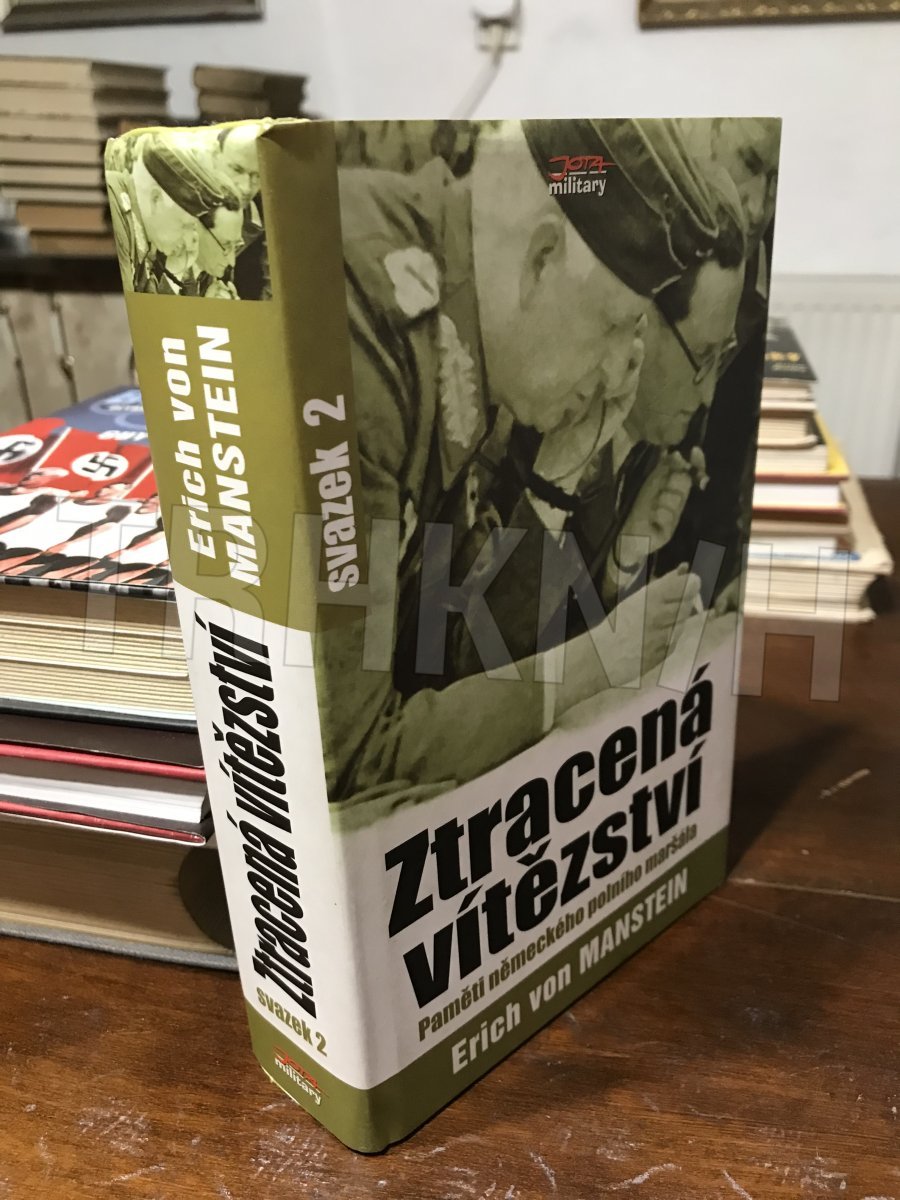 JOTA
military
Erich von
MANSTEIN
Ztracená vítězství
svazek 2
JOTA
military
svazek 2
Ztracená
vítězství
Paměti německého polního maršála
Erich von MANSTEIN